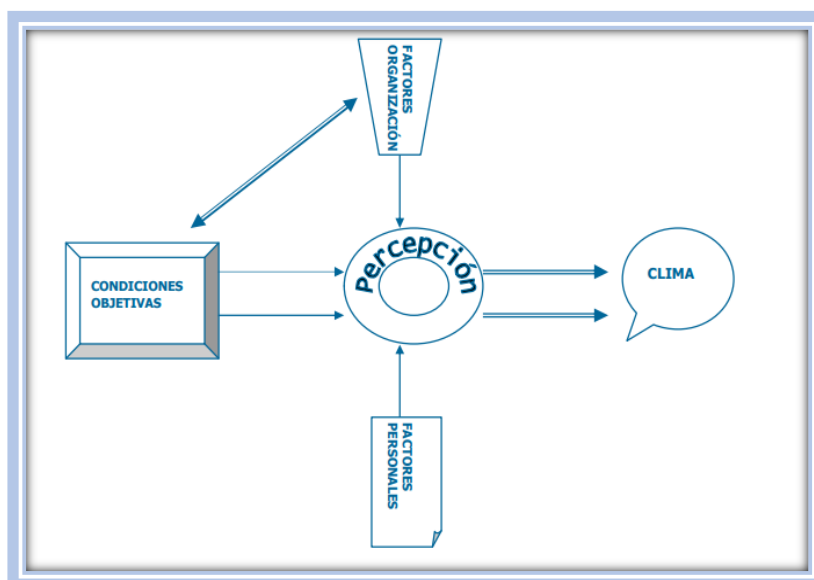 FACTORES
ORGANIZACIÓN
Percepción
CONDICIONES
OBJETIVAS
CLIMA
FACTORES
PERSONALES